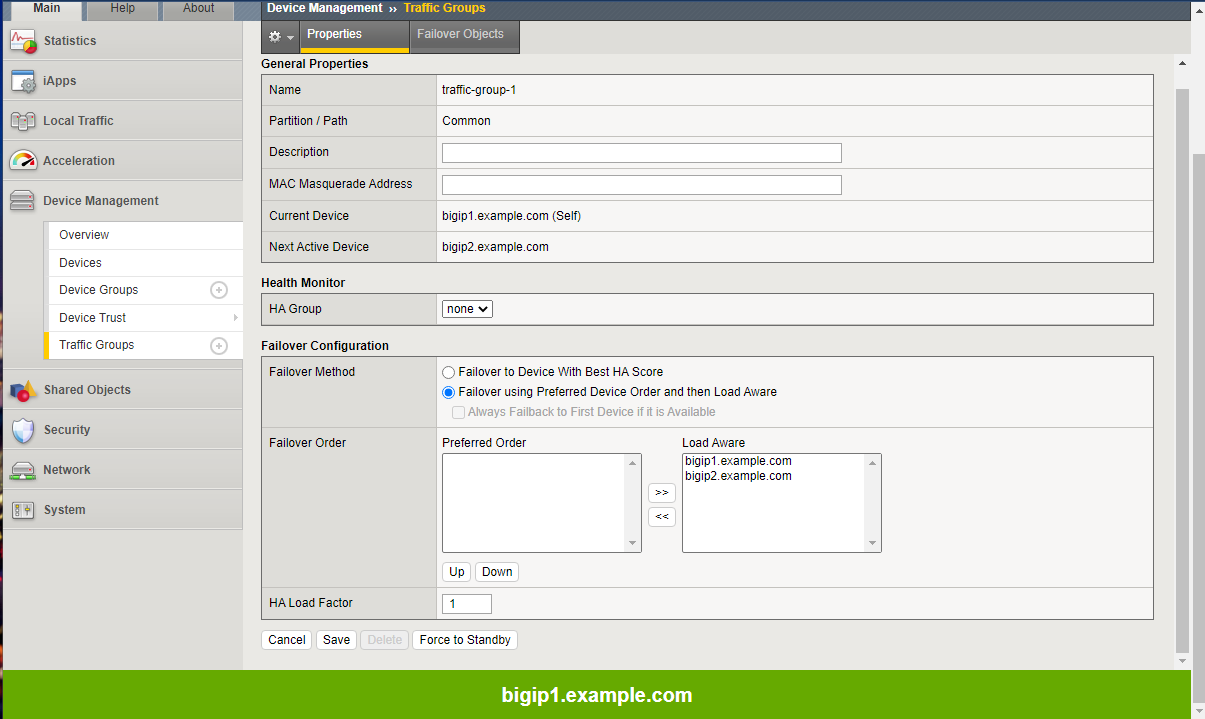 Main Help About
Device Management ›› Traffic Groups
Properties Failover Objects
Statistics
iApps
Local Traffic
Acceleration
Device Management
Overview
Devices
Device Groups
Device Trust
Traffic Groups
Shared Objects
Security
Network
System
General Properties
Name traffic-group-1
Partition / Path Common
Description
MAC Masquerade Address
Current Device bigip1.example.com (Self)
Next Active Device bigip2.example.com
Health Monitor
HA Group none
Failover Configuration
Failover Method Failover to Device With Best HA Score
Failover using Preferred Device Order and then Load Aware
Always Failback to First Device if it is Available
Failover Order Preferred Order Load Aware
bigip1.example.com
bigip2.example.com
>>
<<
Up Down
HA Load Factor 1
Cancel Save Delete Force to Standby
bigip1.example.com